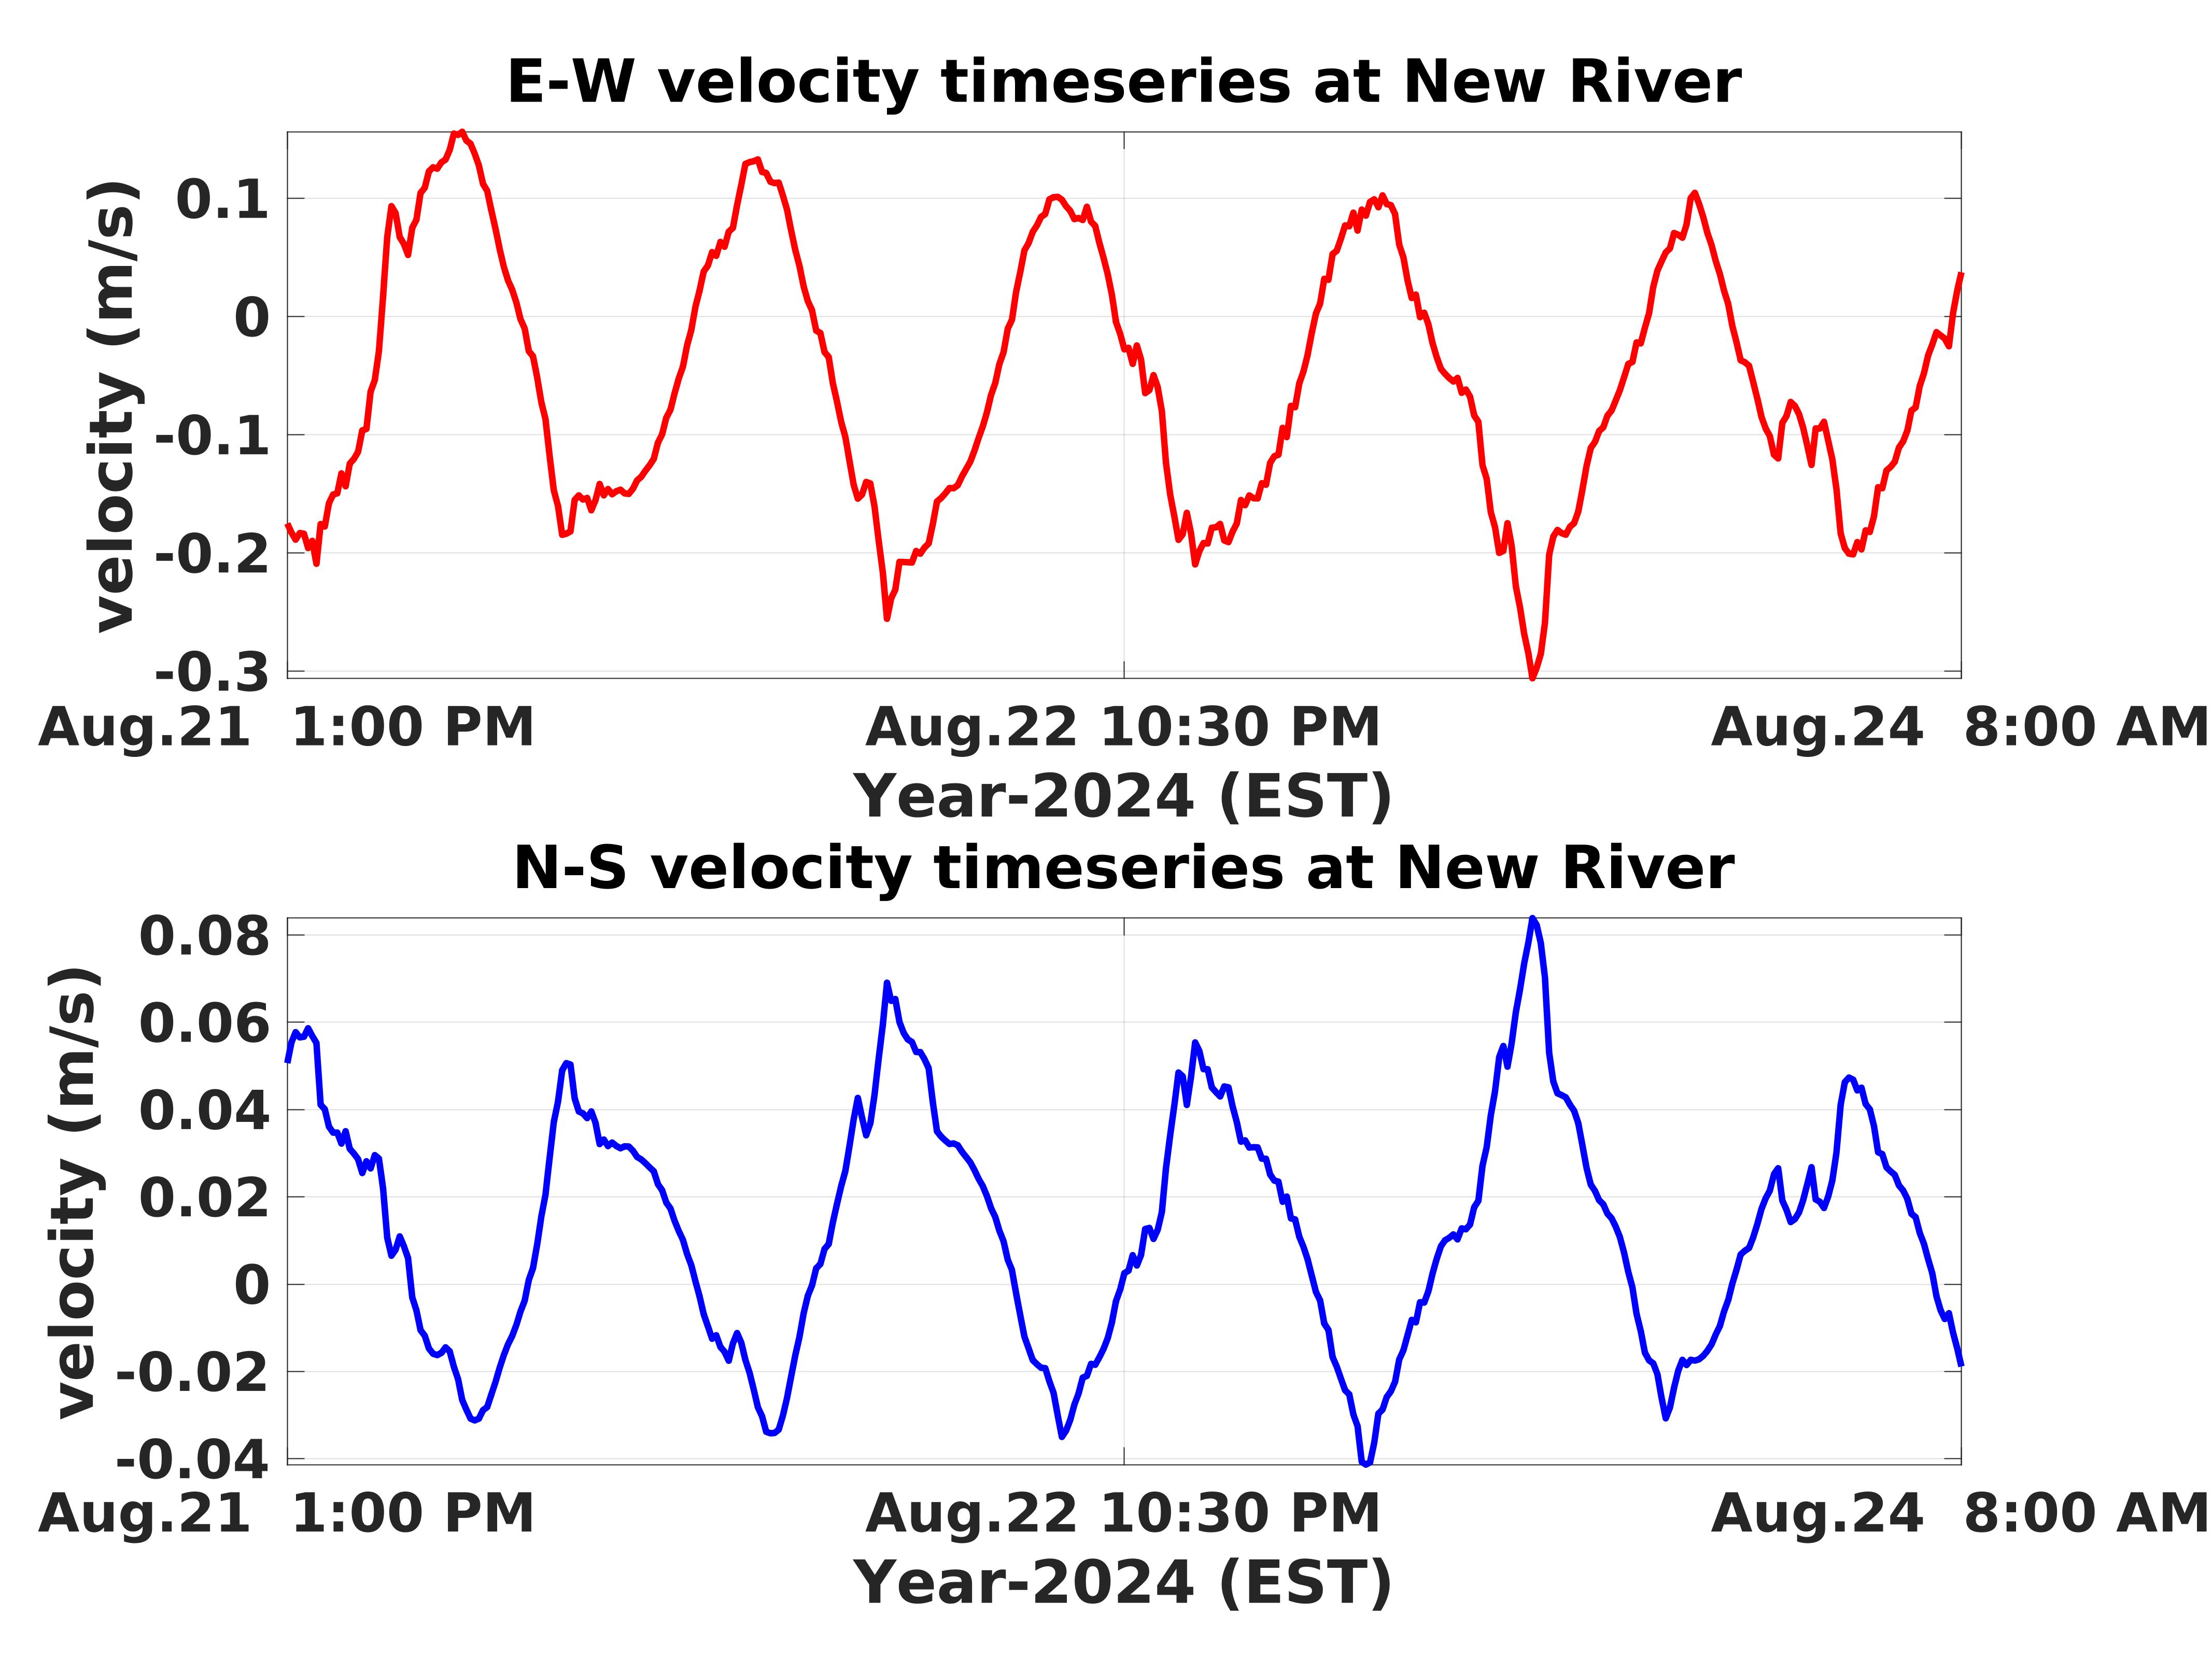 E-W velocity timeseries at New River
velocity (m/s)
0.1
0
-0.1
-0.2
-0.3
Aug.21 1:00 PM Aug.22 10:30 PM Aug.24 8:00 AM
Year-2024 (EST)
N-S velocity timeseries at New River
velocity (m/s)
0.08
0.06
0.04
0.02
0
-0.02
-0.04
Aug.21 1:00 PM Aug.22 10:30 PM Aug.24 8:00 AM
Year-2024 (EST)